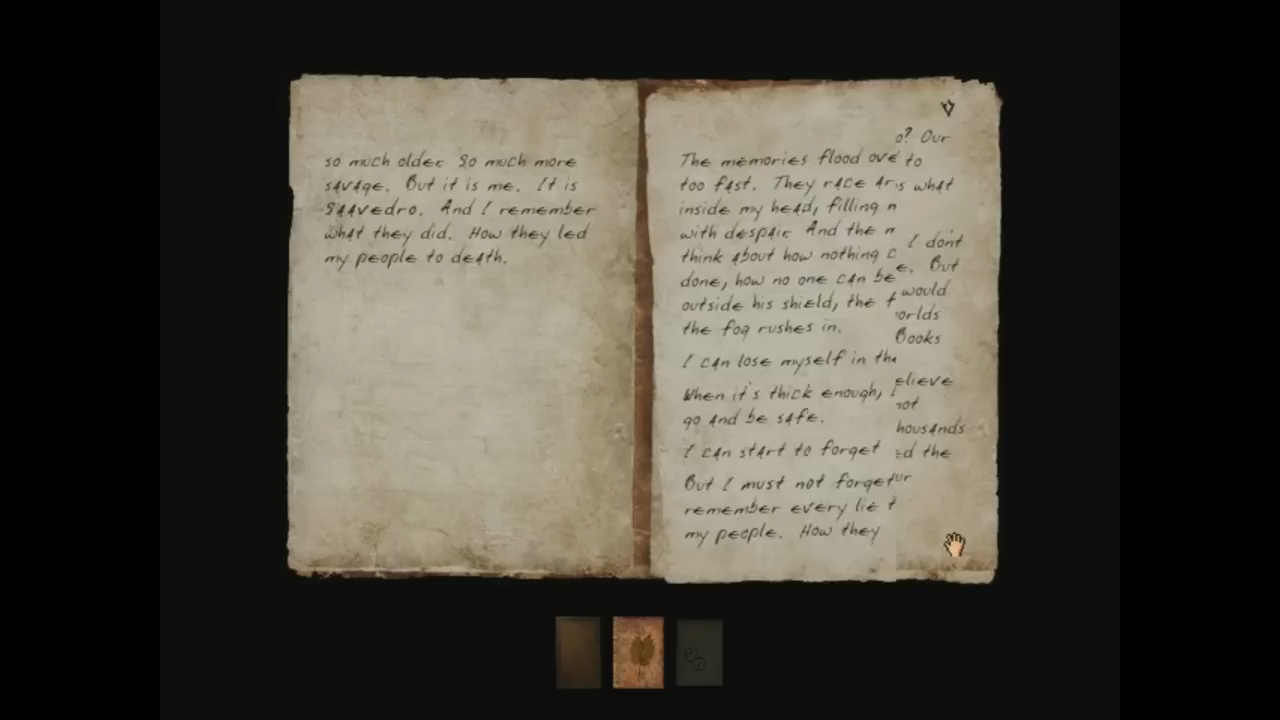 so much older. So much more
savage. But it is me. It is
Saavedro. And I remember
what they did. How they led
my people to death.
o? Our
The memories flood ove to
too fast. They race ar s what
inside my head, filling
with despair. And the
I dont
think about how nothing
e. But
done, how no one can be
would
outside his shield, the
orlds
the fog rushes in.
Books
I can lose myself in the
elieve
When it's thick enough,
not
go and be safe.
housands
I can start to forget
ed the
But I must not forget
ur
remember every lie
my people. How they